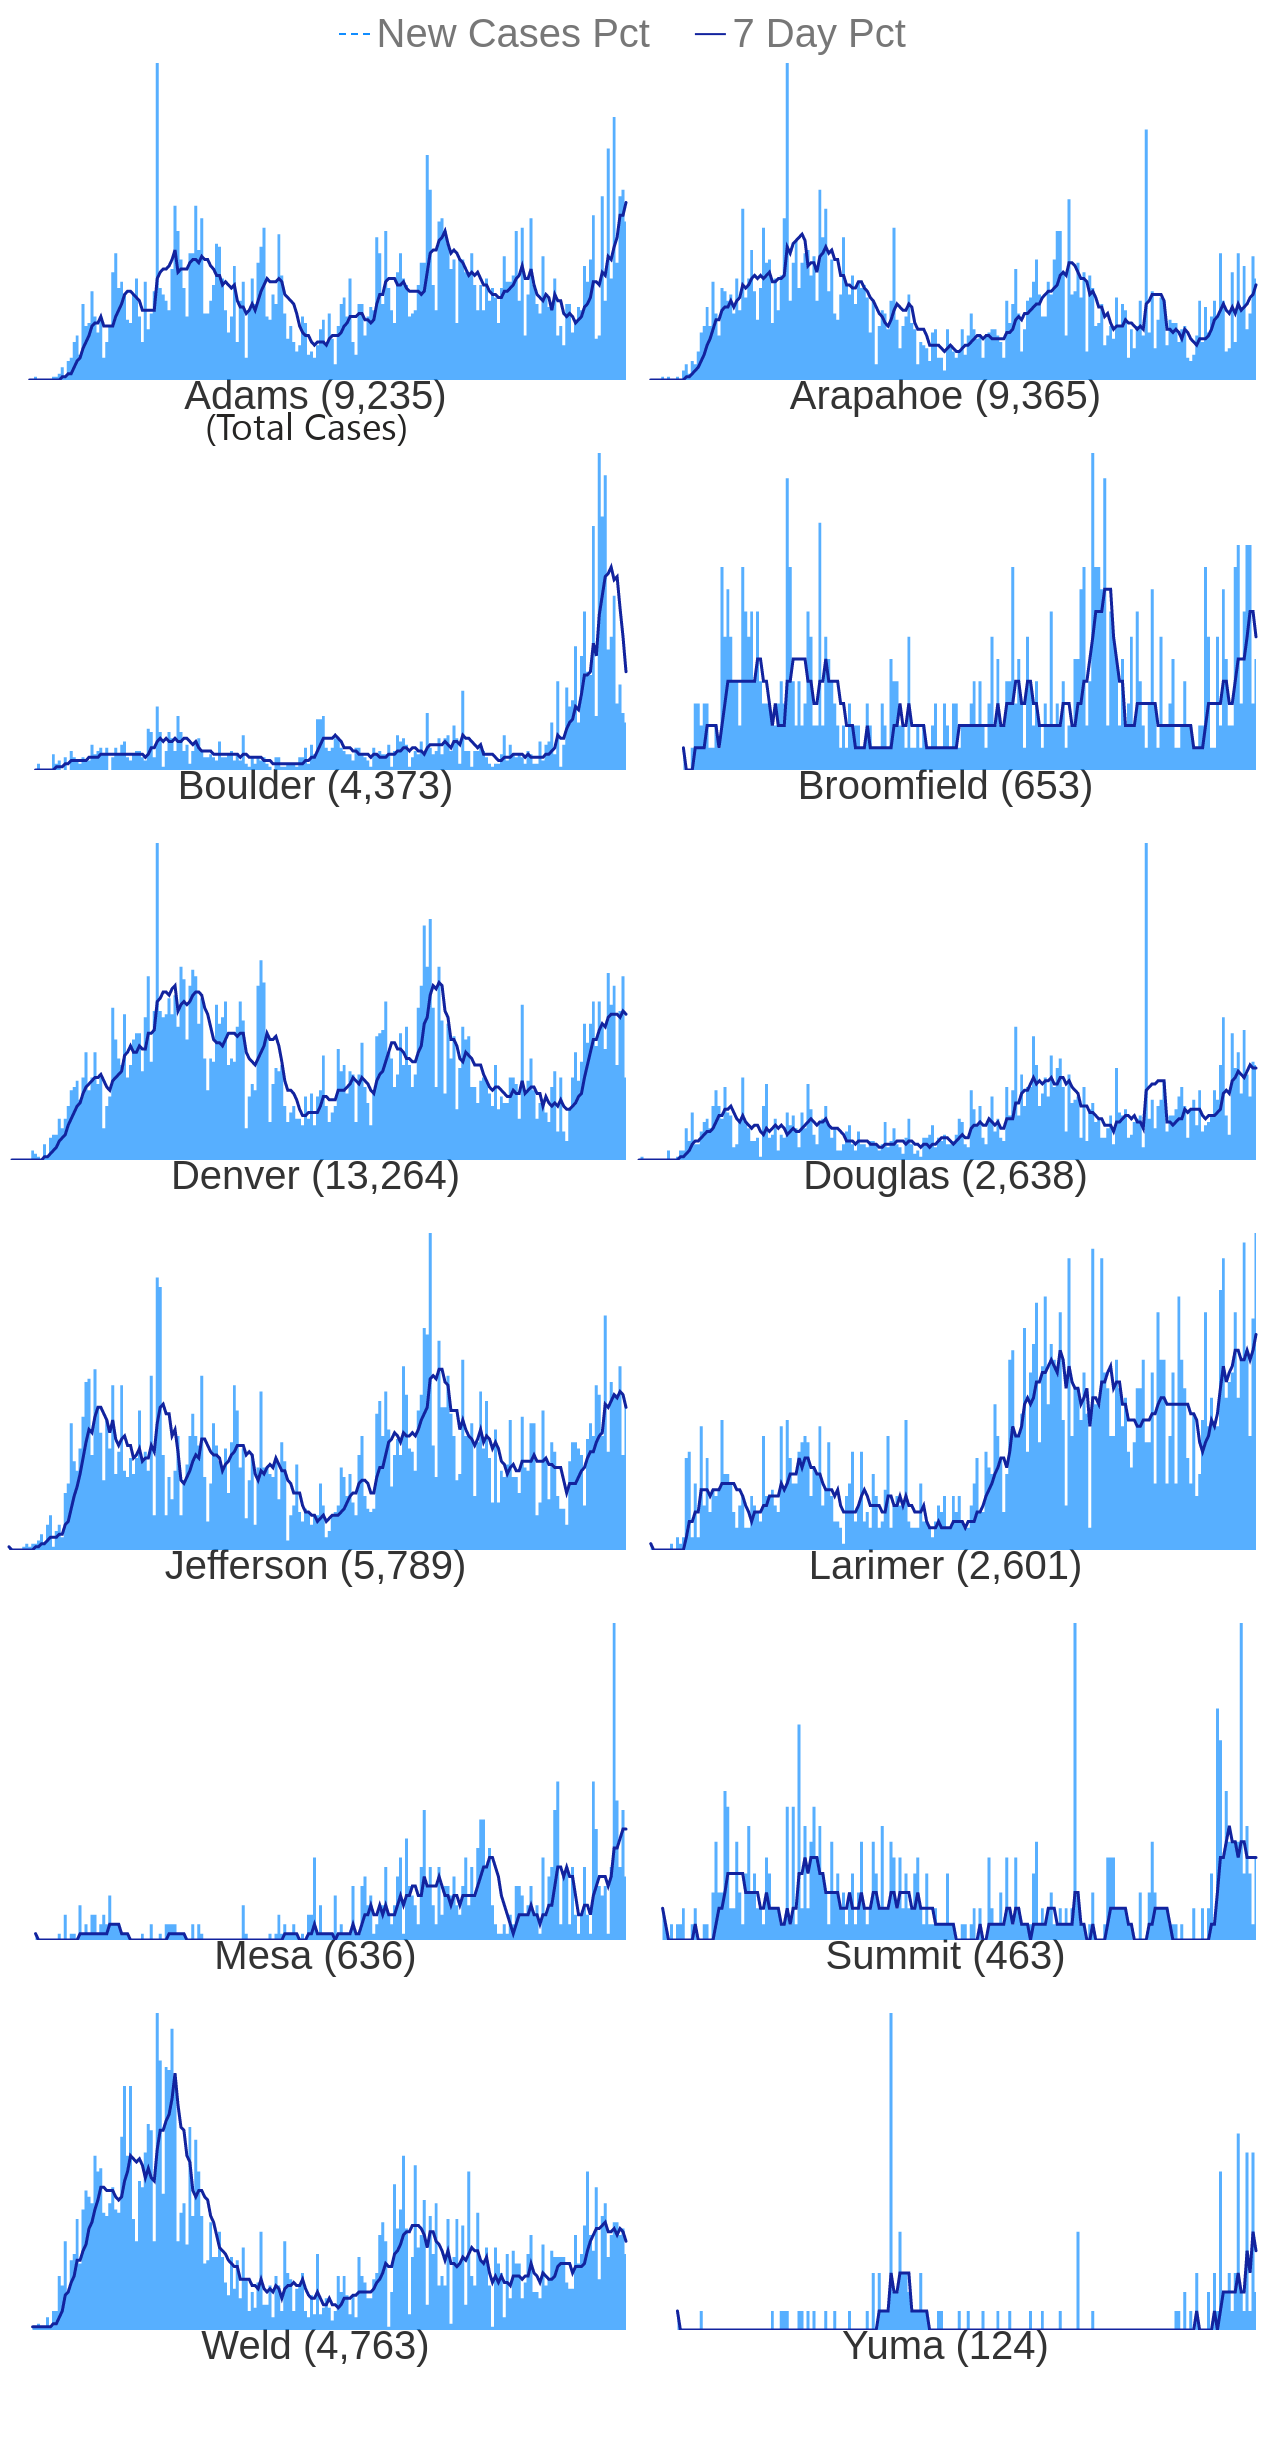 New Cases Pct 7 Day Pct
Adams (9,235) Arapahoe (9,365)
(Total Cases)
Boulder (4,373) Broomfield (653)
Denver (13,264) Douglas (2,638)
Jefferson (5,789) Larimer (2,601)
Mesa (636) Summit (463)
Weld (4,763) Yuma (124)